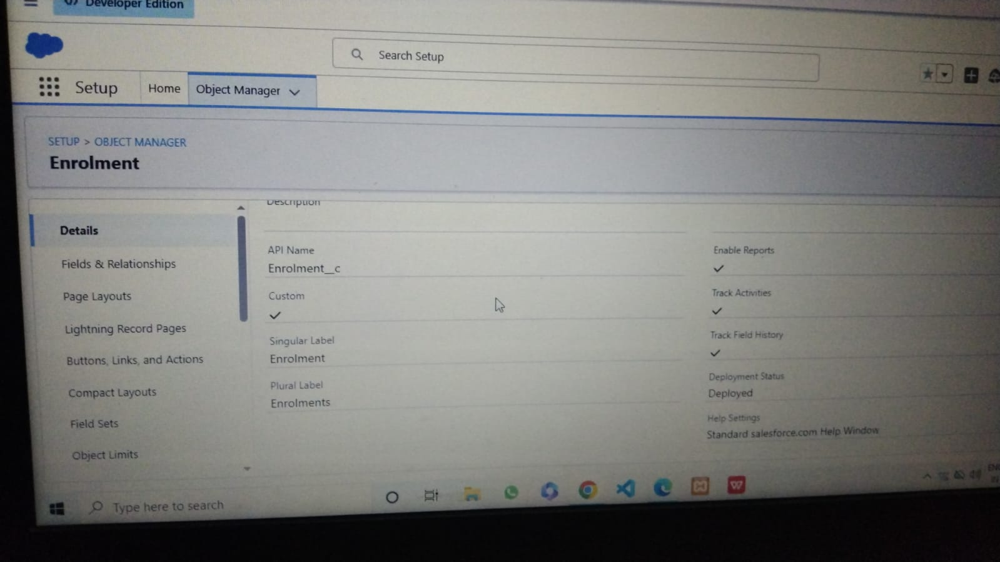 Developer Edition
Search Setup
Setup
Home
Object Manager
SETUP > OBJECT MANAGER
Enrolment
Details
Fields & Relationships
Page Layouts
Lightning Record Pages
Buttons, Links, and Actions
Compact Layouts
Field Sets
Object Limits
Description
API Name
Enrolment__c
Custom
Singular Label
Enrolment
Plural Label
Enrolments
Enable Reports
Track Activities
Track Field History
Deployment Status
Deployed
Help Settings
Standard salesforce.com Help Window
Type here to search
W